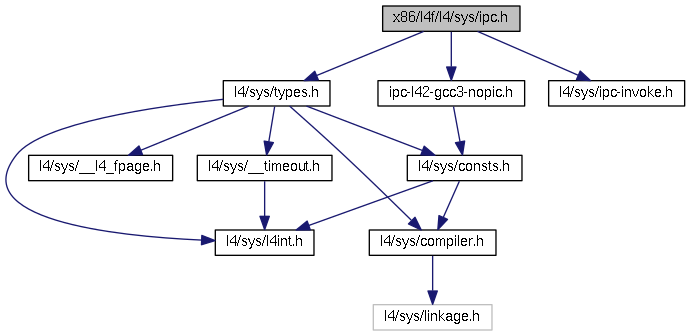 x86/l4f/l4/sys/ipc.h
l4/sys/types.h
ipc-l42-gcc3-nopic.h
l4/sys/ipc-invoke.h
l4/sys/__l4_fpage.h
l4/sys/__timeout.h
l4/sys/consts.h
l4/sys/l4int.h
l4/sys/compiler.h
l4/sys/linkage.h